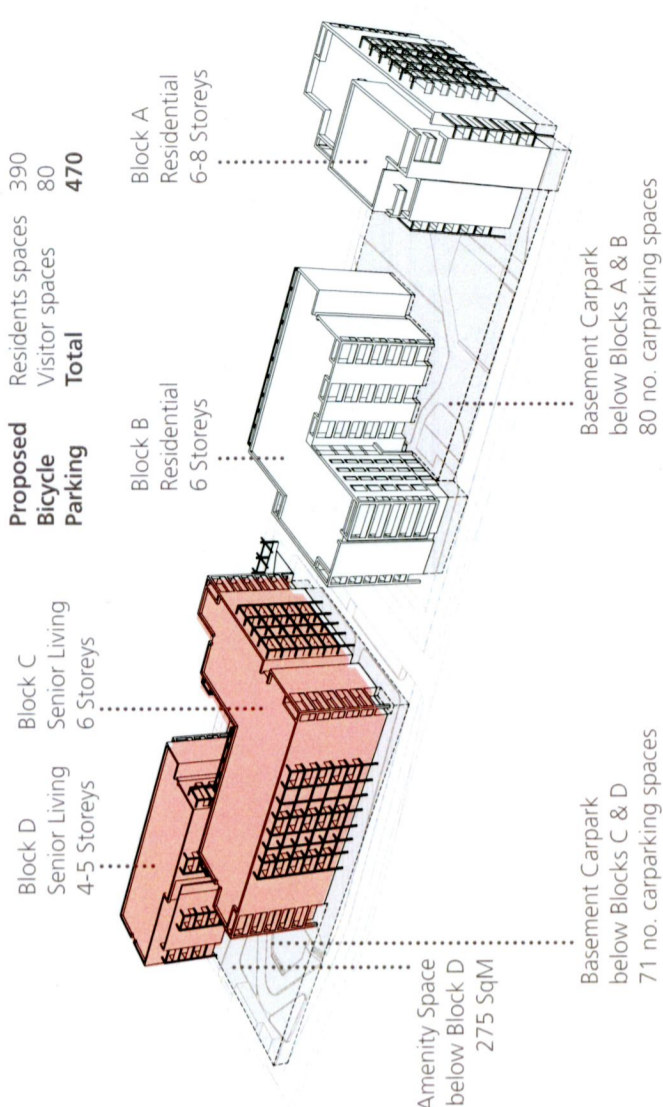 Proposed Residents spaces 390
Bicycle Visitor spaces 80
Parking Total 470
Block D
Senior Living
4-5 Storeys
Block C
Senior Living
6 Storeys
Block B
Residential
6 Storeys
Block A
Residential
6-8 Storeys
Amenity Space
below Block D
275 SqM
Basement Carpark
below Blocks C & D
71 no. carparking spaces
Basement Carpark
below Blocks A & B
80 no. carparking spaces